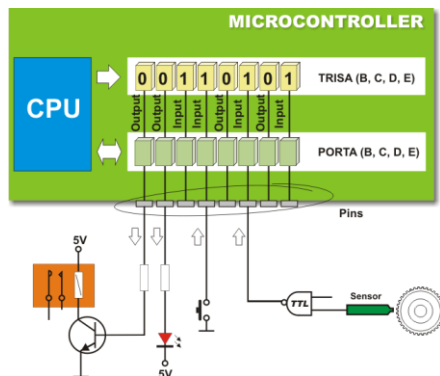 MICROCONTROLLER
CPU
0 0 1 1 0 1 0 1
TRISA (B, C, D, E)
Output
Output
Input
Input
Output
Input
Output
Input
PORTA (B, C, D, E)
Pins
5V
Sensor
TTL
5V